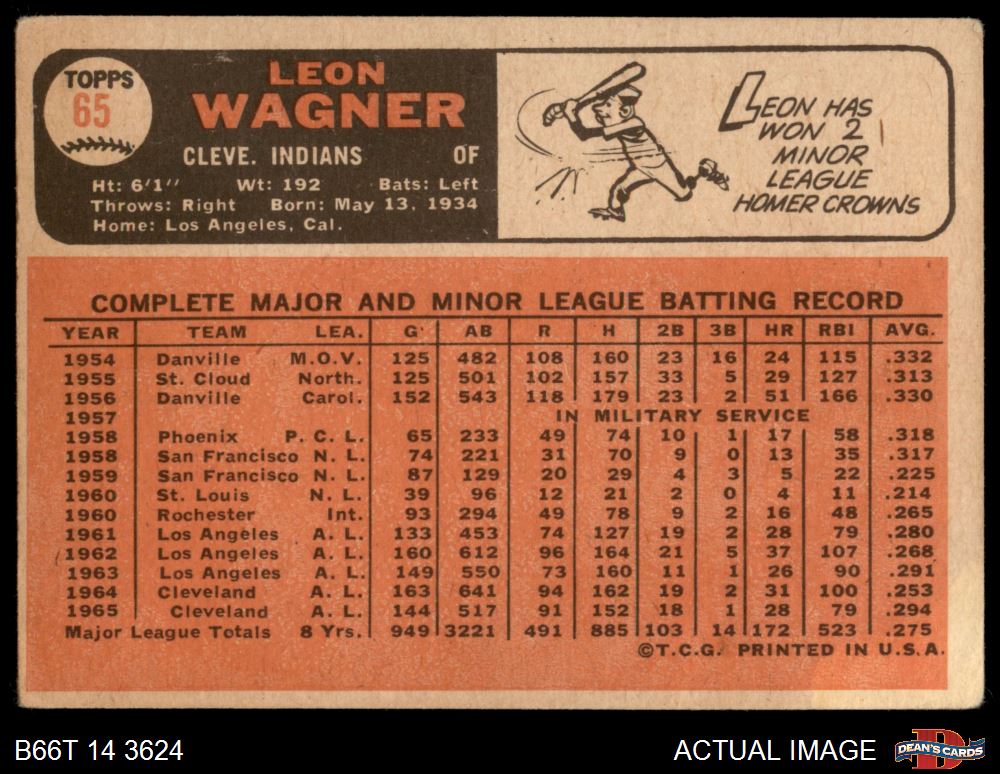 TOPPS
65
LEON
WAGNER
CLEVE. INDIANS OF
Ht: 6'1" Wt: 192 Bats: Left
Throws: Right Born: May 13, 1934
Home: Los Angeles, Cal.
LEON HAS
WON 2
MINOR
LEAGUE
HOMER CROWNS
COMPLETE MAJOR AND MINOR LEAGUE BATTING RECORD
YEAR TEAM LEA. G AB R H 2B 3B HR RBI AVG.
1954 Danville M.O.V. 125 482 108 160 23 16 24 115 .332
1955 St. Cloud North. 125 501 102 157 33 5 29 127 .313
1956 Danville Carol. 152 543 118 179 23 2 51 166 .330
1957 IN MILITARY SERVICE
1958 Phoenix P. C. L. 65 233 49 74 10 1 17 58 .318
1958 San Francisco N. L. 74 221 31 70 9 0 13 35 .317
1959 San Francisco N. L. 87 129 20 29 4 3 5 22 .225
1960 St. Louis N. L. 39 96 12 21 2 0 4 11 .214
1960 Rochester Int. 93 294 49 78 9 2 16 48 .265
1961 Los Angeles A. L. 133 453 74 127 19 2 28 79 .280
1962 Los Angeles A. L. 160 612 96 164 21 5 37 107 .268
1963 Los Angeles A. L. 149 550 73 160 11 1 26 90 .291
1964 Cleveland A. L. 163 641 94 162 19 2 31 100 .253
1965 Cleveland A. L. 144 517 91 152 18 1 28 79 .294
Major League Totals 8 Yrs. 949 3221 491 885 103 14 172 523 .275
©T.C.G. PRINTED IN U.S.A.
B66T 14 3624
ACTUAL IMAGE
DEAN'S CARDS